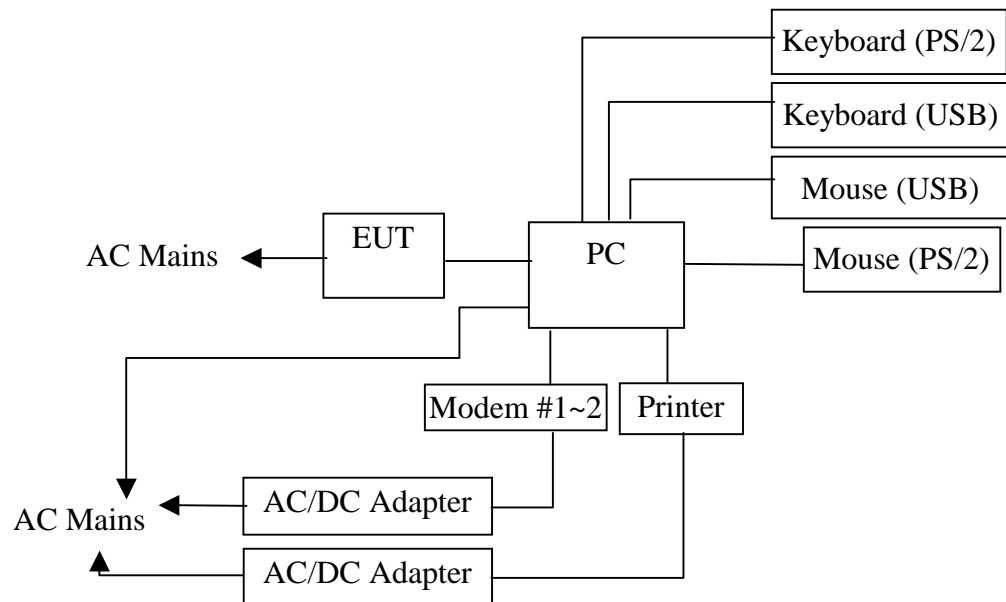 Keyboard (PS/2)
Keyboard (USB)
Mouse (USB)
EUT
PC
AC Mains
Mouse (PS/2)
Modem #1~2
Printer
AC/DC Adapter
AC Mains
AC/DC Adapter